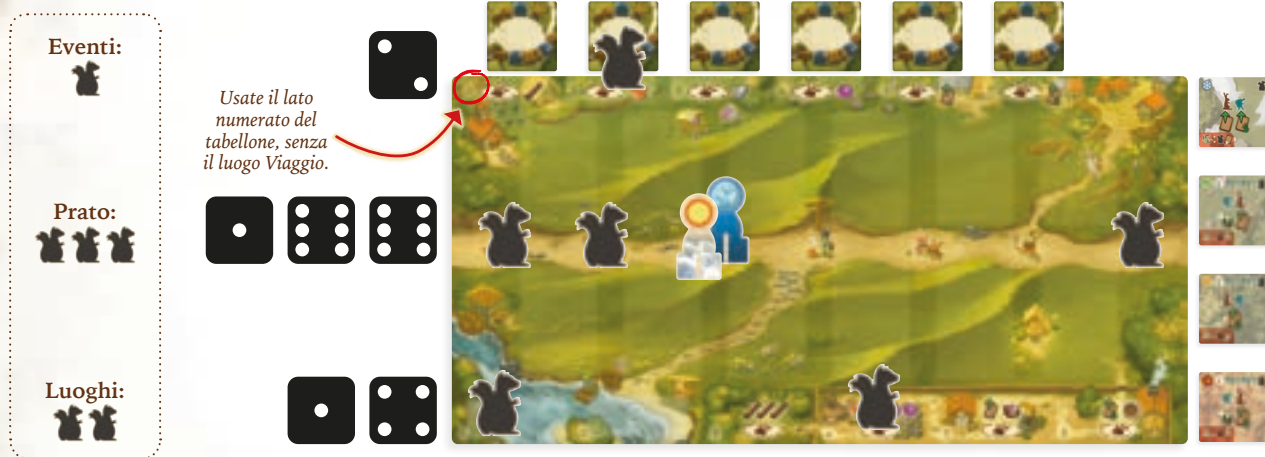 Eventi:
Usate il lato
numerato del
tabellone, senza
il luogo Viaggio.
Prato:
Luoghi: